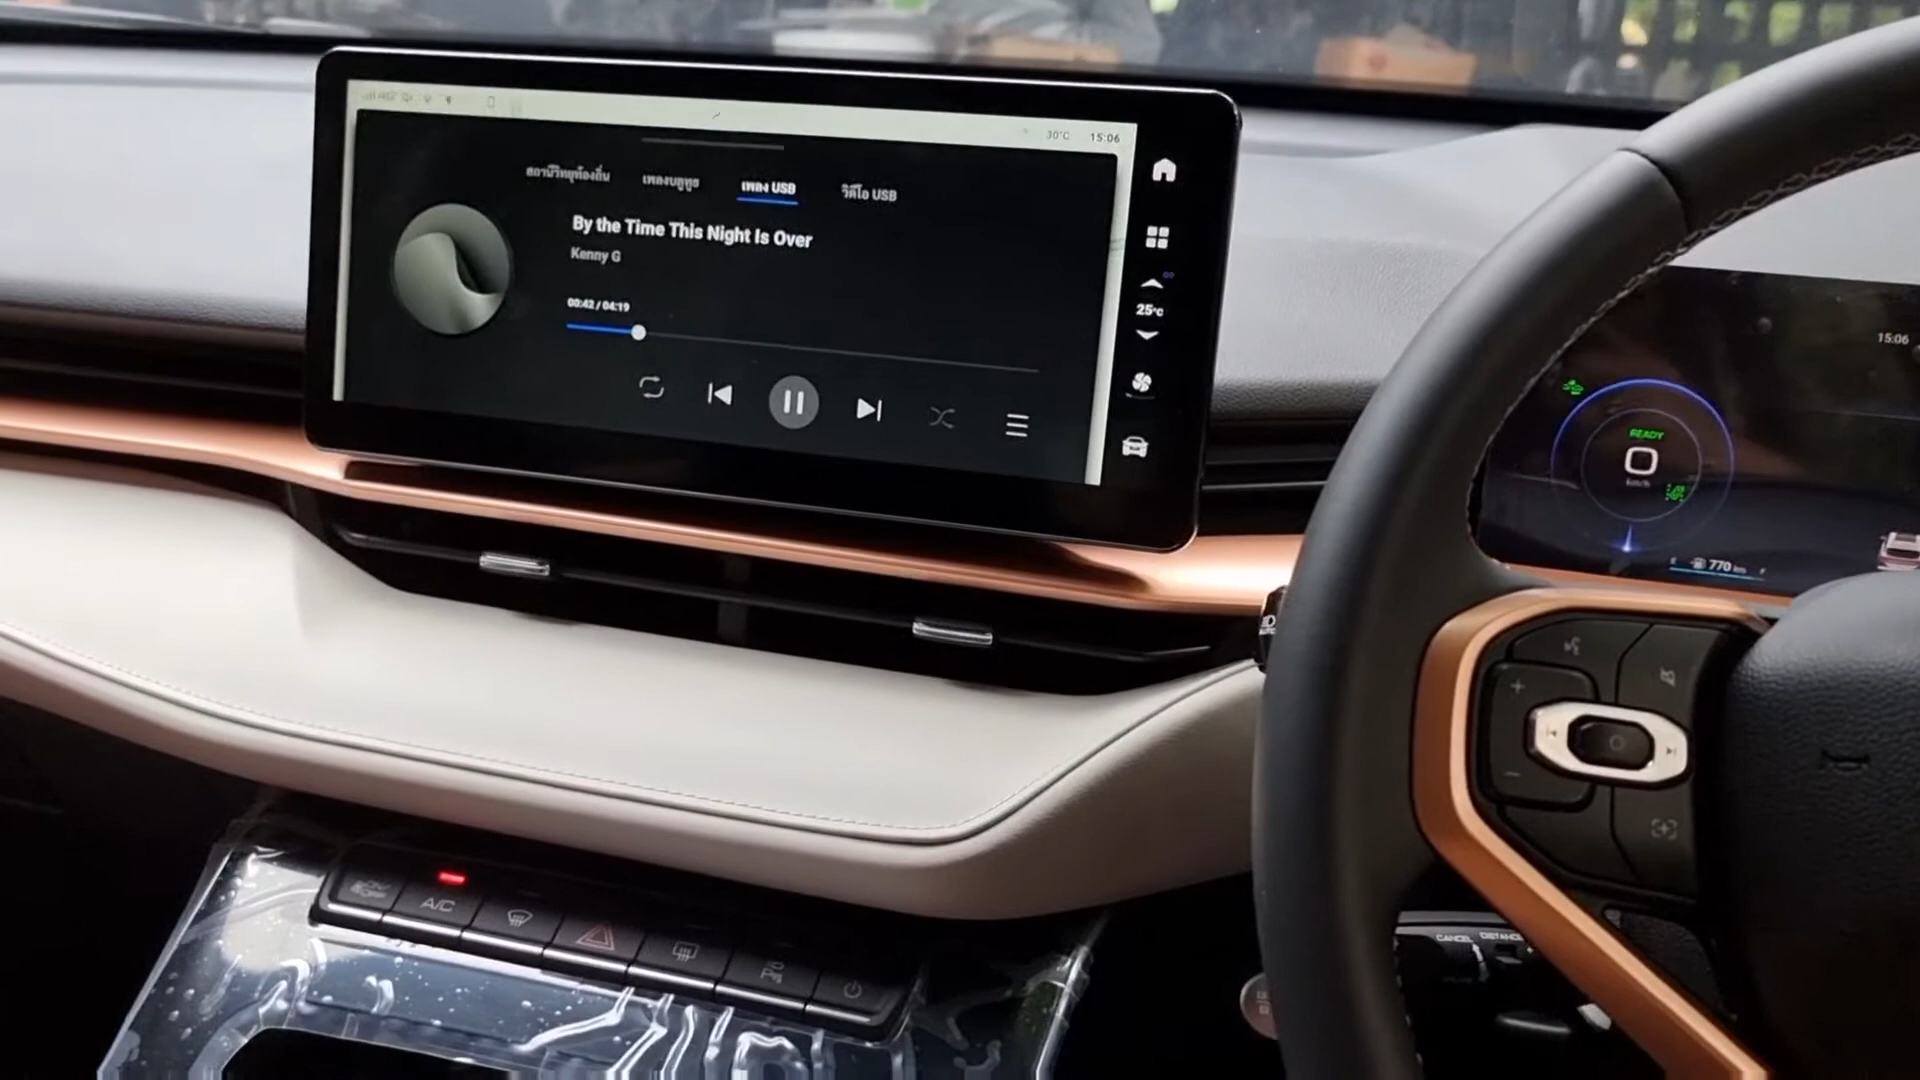 30°C 15:06
สถานีวิทยุท้องถิ่น เพลงบลูทูธ เพลง USB วิดีโอ USB
By the Time This Night Is Over
Kenny G
00:42 / 04:19
25°C
15:06
READY
0
km/h
770 km
A/C
CANCEL DISTANCE